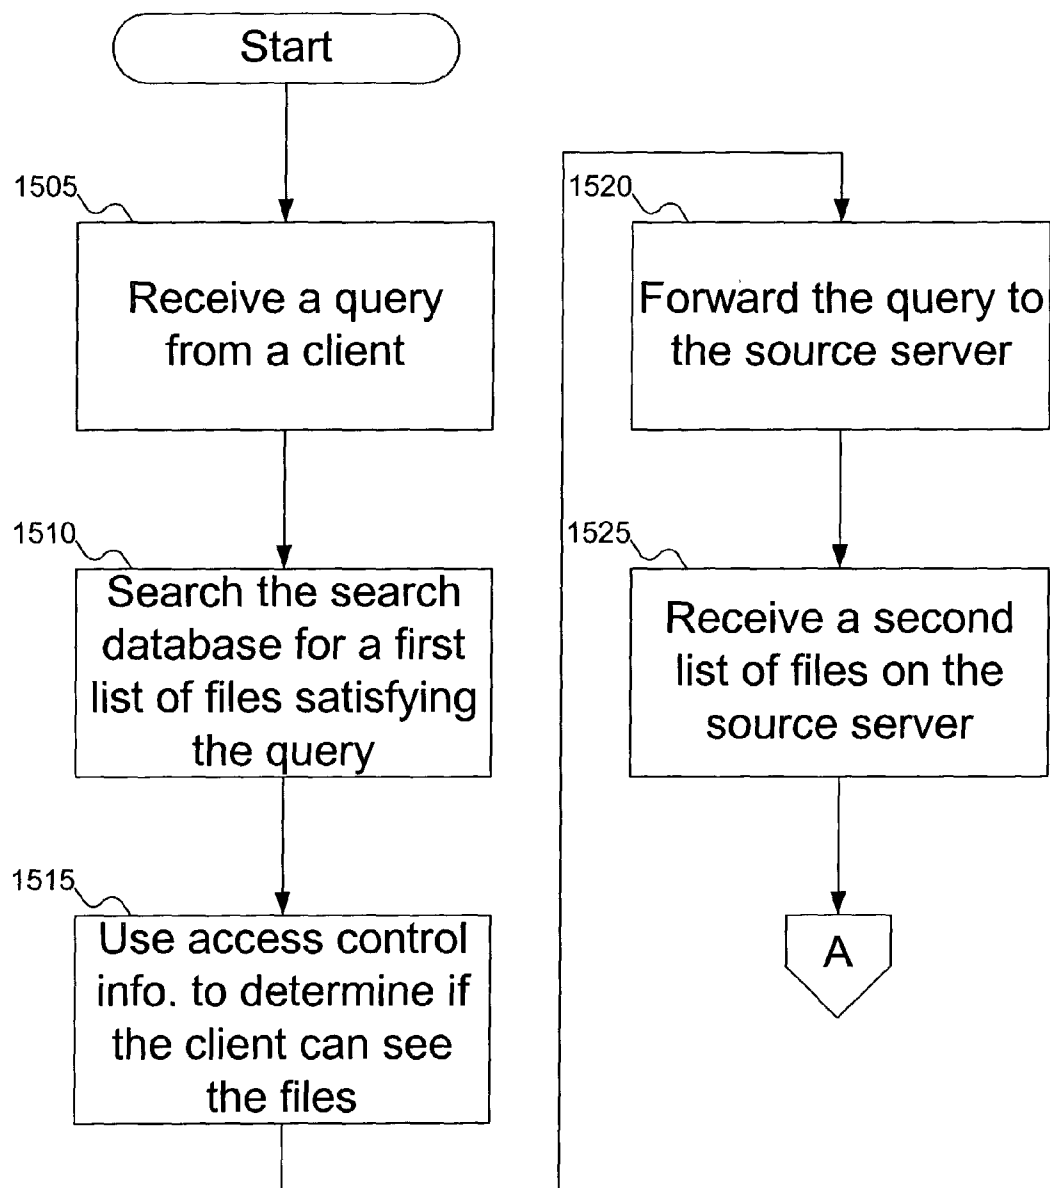 Start
1505
Receive a query
from a client
1510
Search the search
database for a first
list of files satisfying
the query
1515
Use access control
info. to determine if
the client can see
the files
1520
Forward the query to
the source server
1525
Receive a second
list of files on the
source server
A